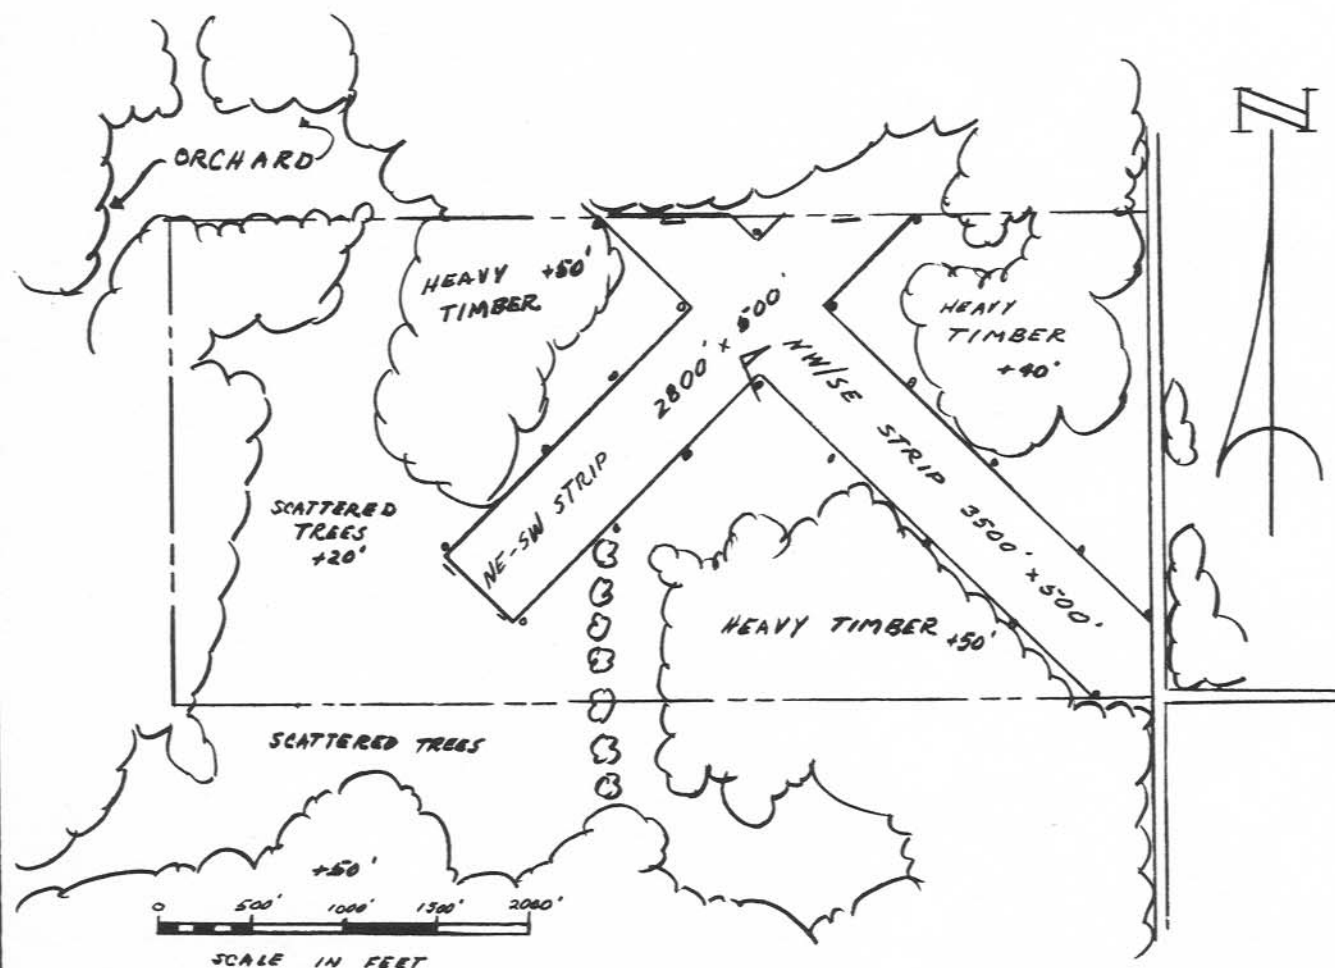 N
ORCHARD
HEAVY +50'
TIMBER
HEAVY
TIMBER
+40'
NE-SW STRIP 2800' x 500'
NW/SE STRIP 3500' x 500'
SCATTERED
TREES
+20'
HEAVY TIMBER +50'
SCATTERED TREES
+50'
0 500' 1000' 1500' 2000'
SCALE IN FEET